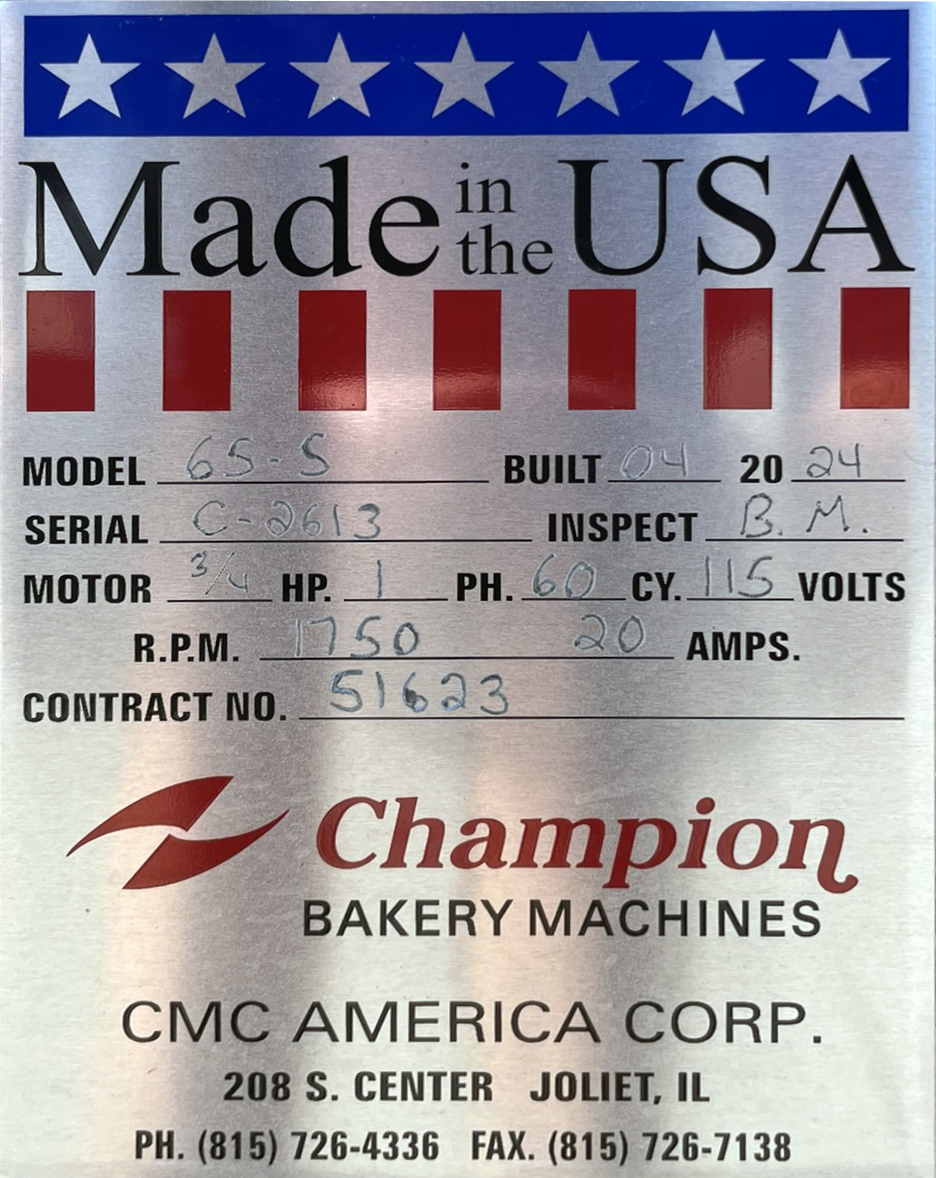 Made in the USA
MODEL 65-S BUILT 04 20 24
SERIAL C-2613 INSPECT B. M.
MOTOR 3/4 HP. 1 PH. 60 CY. 115 VOLTS
R.P.M. 1750 20 AMPS.
CONTRACT NO. 51623
Champion
BAKERY MACHINES
CMC AMERICA CORP.
208 S. CENTER JOLIET, IL
PH. (815) 726-4336 FAX. (815) 726-7138